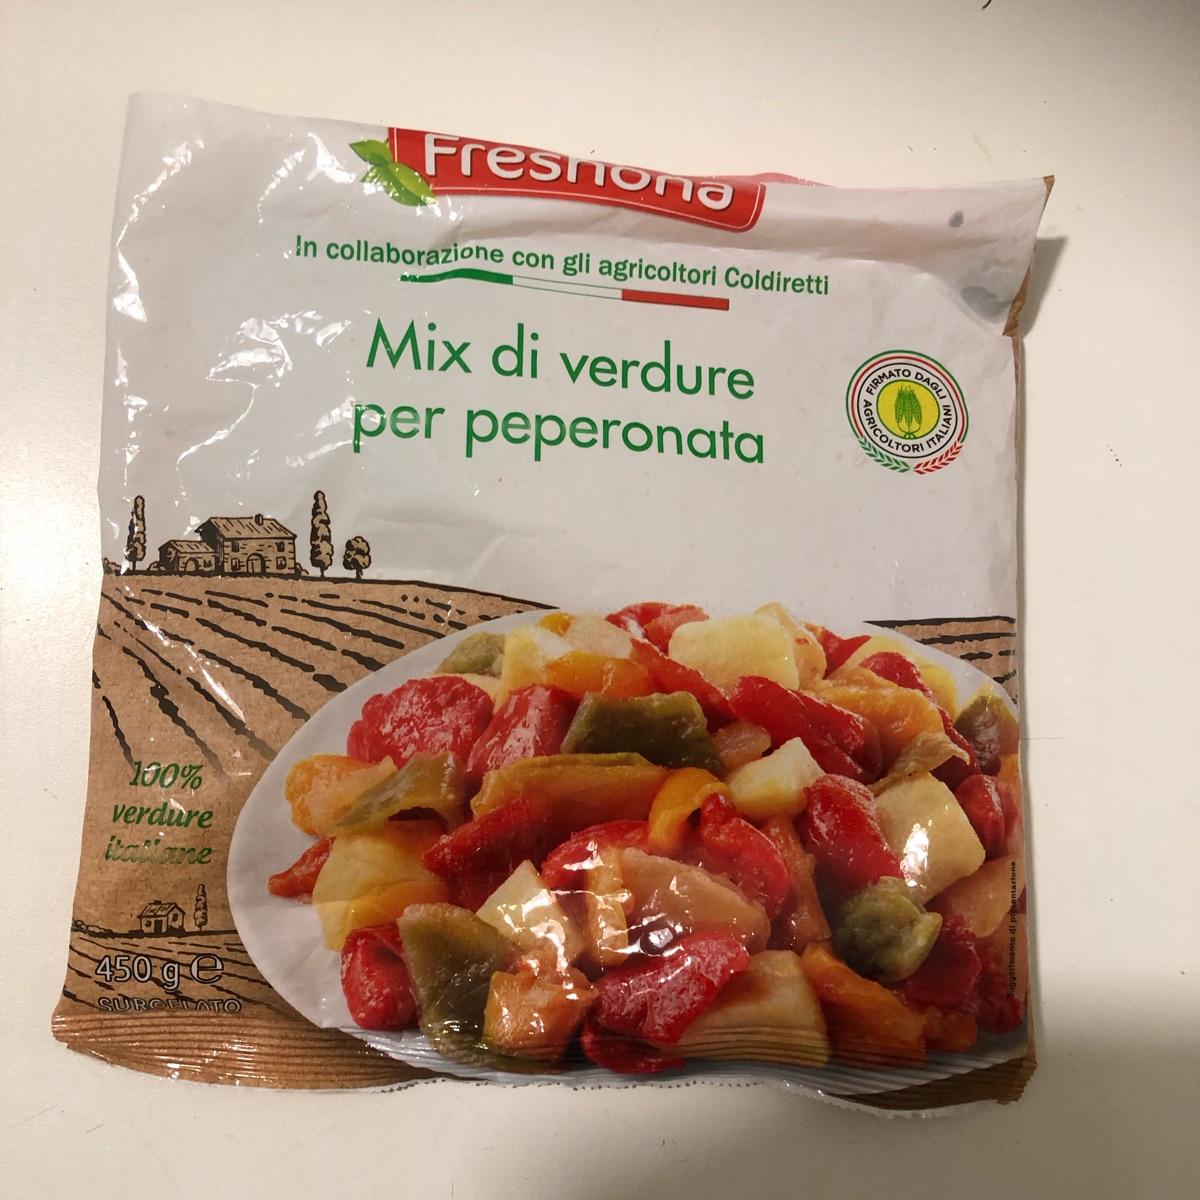 Freshona
In collaborazione con gli agricoltori Coldiretti
Mix di verdure
per peperonata
FIRMATO DAGLI
AGRICOLTORI ITALIANI
100%
verdure
italiane
450 g e
SURGELATO
Suggerimento di presentazione